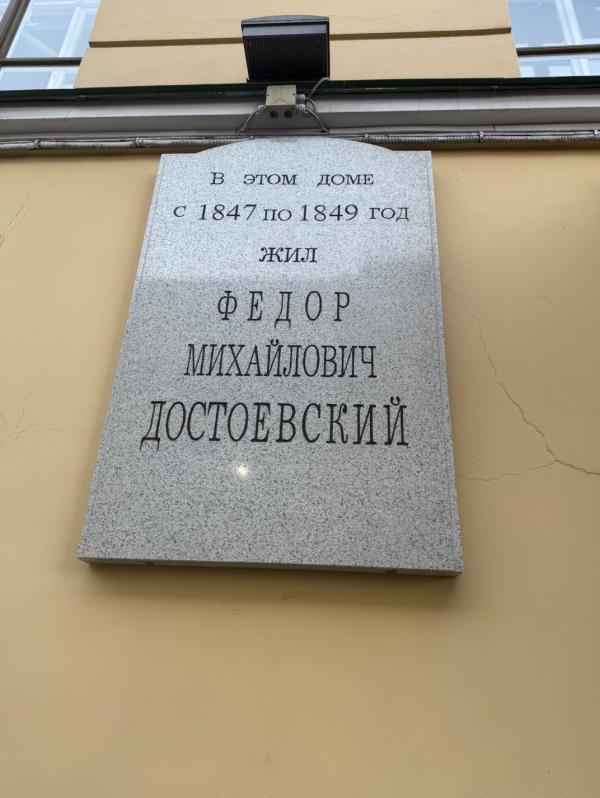 В ЭТОМ ДОМЕ
С 1847 ПО 1849 ГОД
ЖИЛ
ФЕДОР
МИХАЙЛОВИЧ
ДОСТОЕВСКИЙ